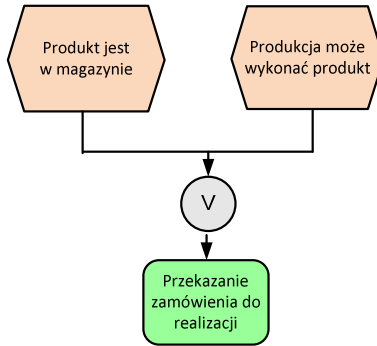 Produkt jest
w magazynie
Produkcja może
wykonać produkt
V
Przekazanie
zamówienia do
realizacji